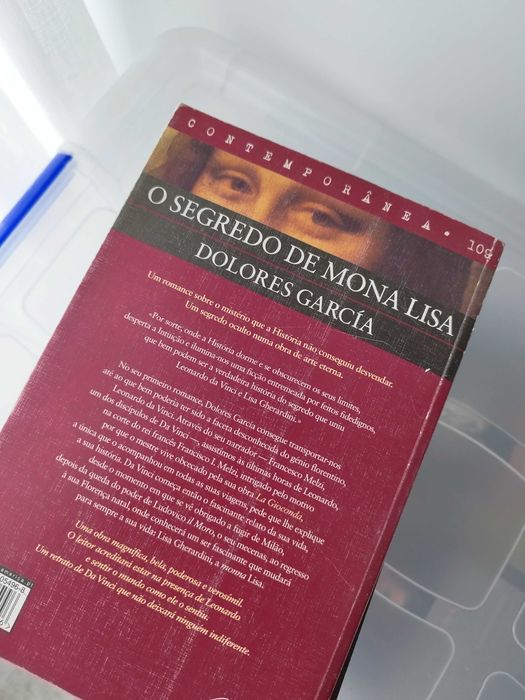 CONTEMPORÂNEA • 109
O SEGREDO DE MONA LISA
DOLORES GARCÍA
Um romance sobre o mistério que a História não conseguiu desvendar.
Um segredo oculto numa obra de arte eterna.
«Por sorte, onde a História dorme e se obscurecem os seus limites,
desperta a Intuição e ilumina-nos uma ficção entremeada por feitos fidedignos,
que bem podem ser a verdadeira história do segredo que uniu
Leonardo da Vinci e Lisa Gherardini.»
No seu primeiro romance, Dolores García consegue transportar-nos
até ao que bem poderia ter sido a faceta desconhecida do génio florentino,
Leonardo da Vinci. Através do seu narrador — Francesco Melzi,
um dos discípulos de Da Vinci —, assistimos às últimas horas de Leonardo,
na corte do rei francês Francisco I. Melzi, intrigado pelo motivo
por que o mestre vive obcecado pela sua obra La Gioconda,
a única que o acompanhou em todas as suas viagens, pede que lhe explique
a sua história. Da Vinci começa então o fascinante relato da sua vida,
desde o momento em que se vê obrigado a fugir de Milão,
depois da queda do poder de Ludovico il Moro, o seu mecenas, ao regresso
à sua Florença natal, onde conhecerá um ser fascinante que mudará
para sempre a sua vida: Lisa Gherardini, a monna Lisa.
Uma obra magnífica, bela, poderosa e verosímil.
O leitor acreditará estar na presença de Leonardo
e sentir o mundo como ele o sentiu.
Um retrato de Da Vinci que não deixará ninguém indiferente.
america.pt
05496-8